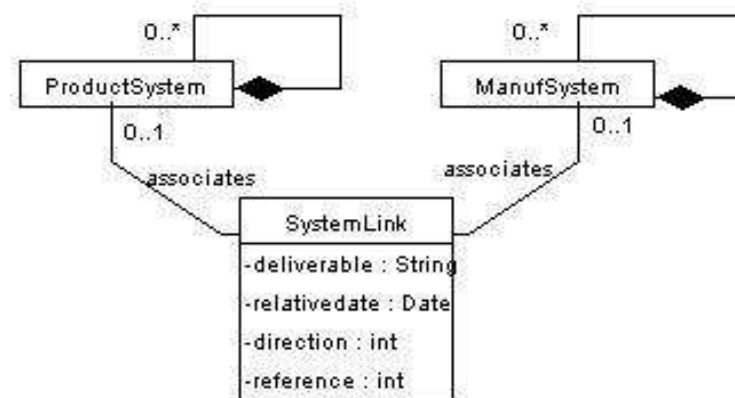 0..*
0..*
ProductSystem
ManufSystem
0..1
0..1
associates
associates
SystemLink
-deliverable : String
-relativedate : Date
-direction : int
-reference : int